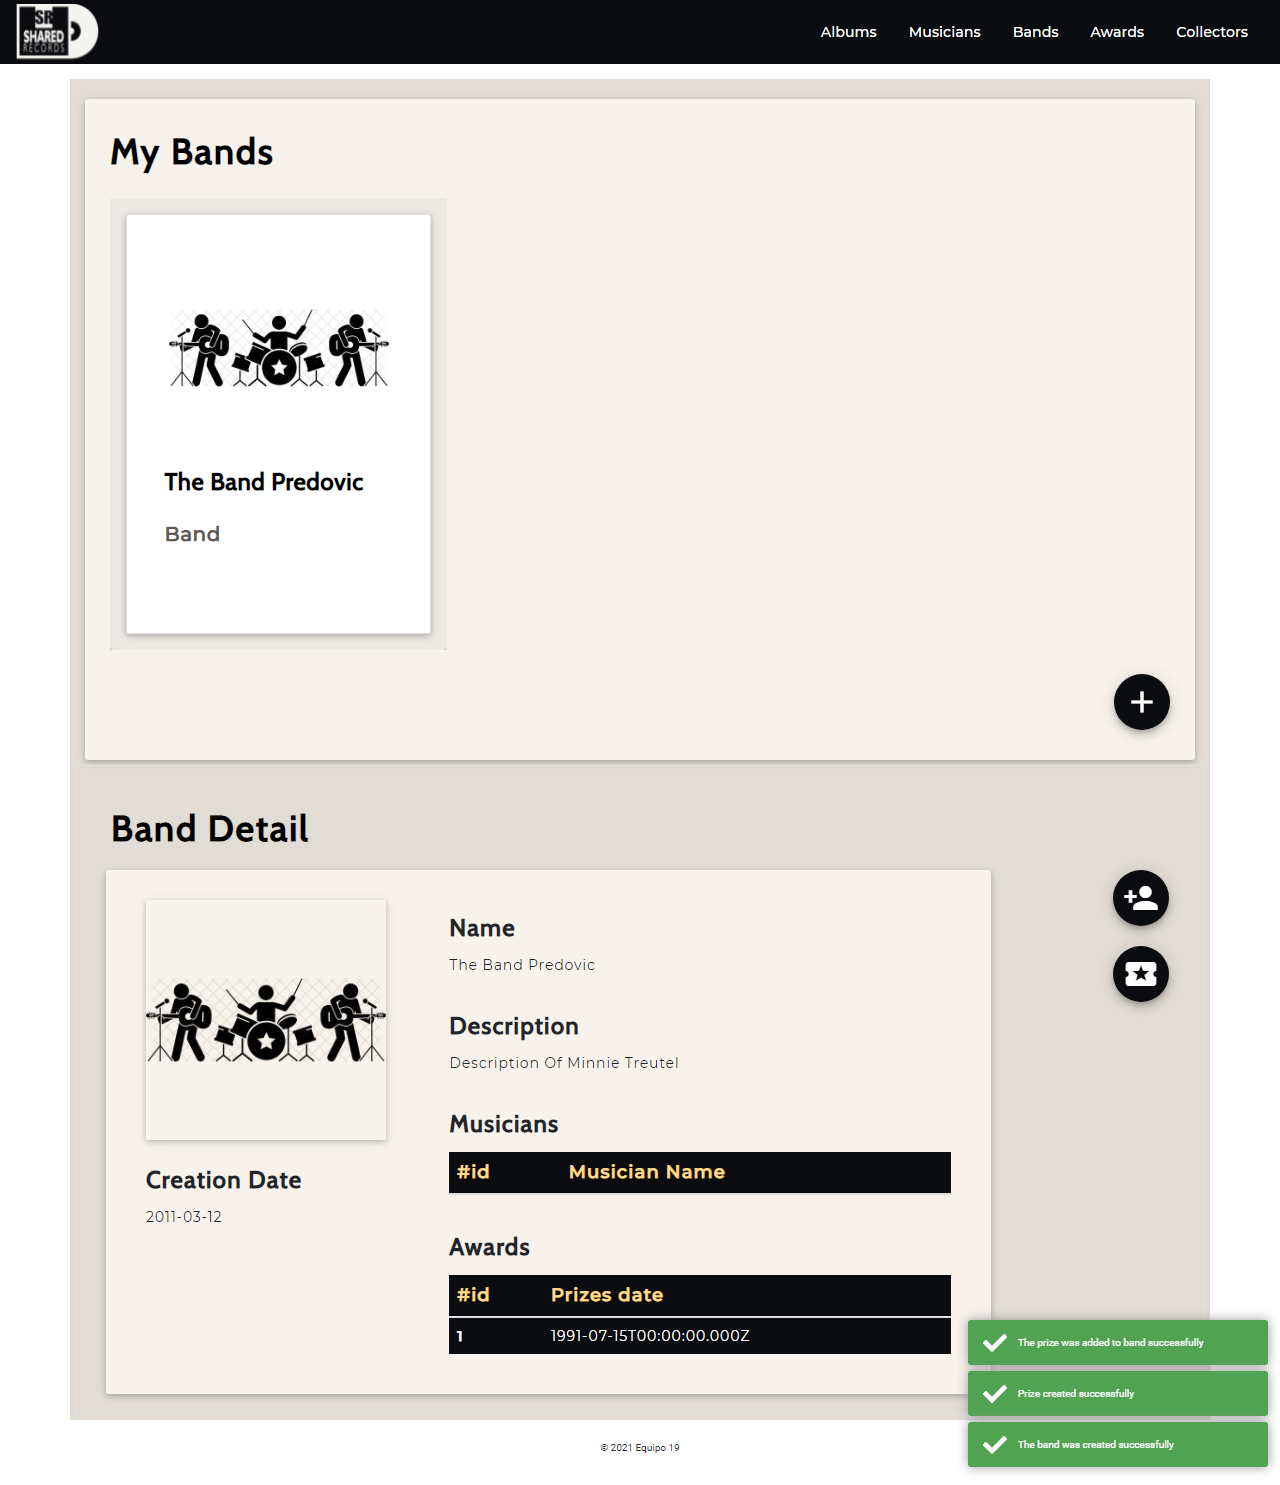 SR
SHARED
RECORDS
Albums
Musicians
Bands
Awards
Collectors
My Bands
The Band Predovic
Band
Band Detail
Name
The Band Predovic
Description
Description Of Minnie Treutel
Musicians
#id Musician Name
Creation Date
2011-03-12
Awards
#id Prizes date
1 1991-07-15T00:00:00.000Z
The prize was added to band successfully
Prize created successfully
The band was created successfully
© 2021 Equipo 19